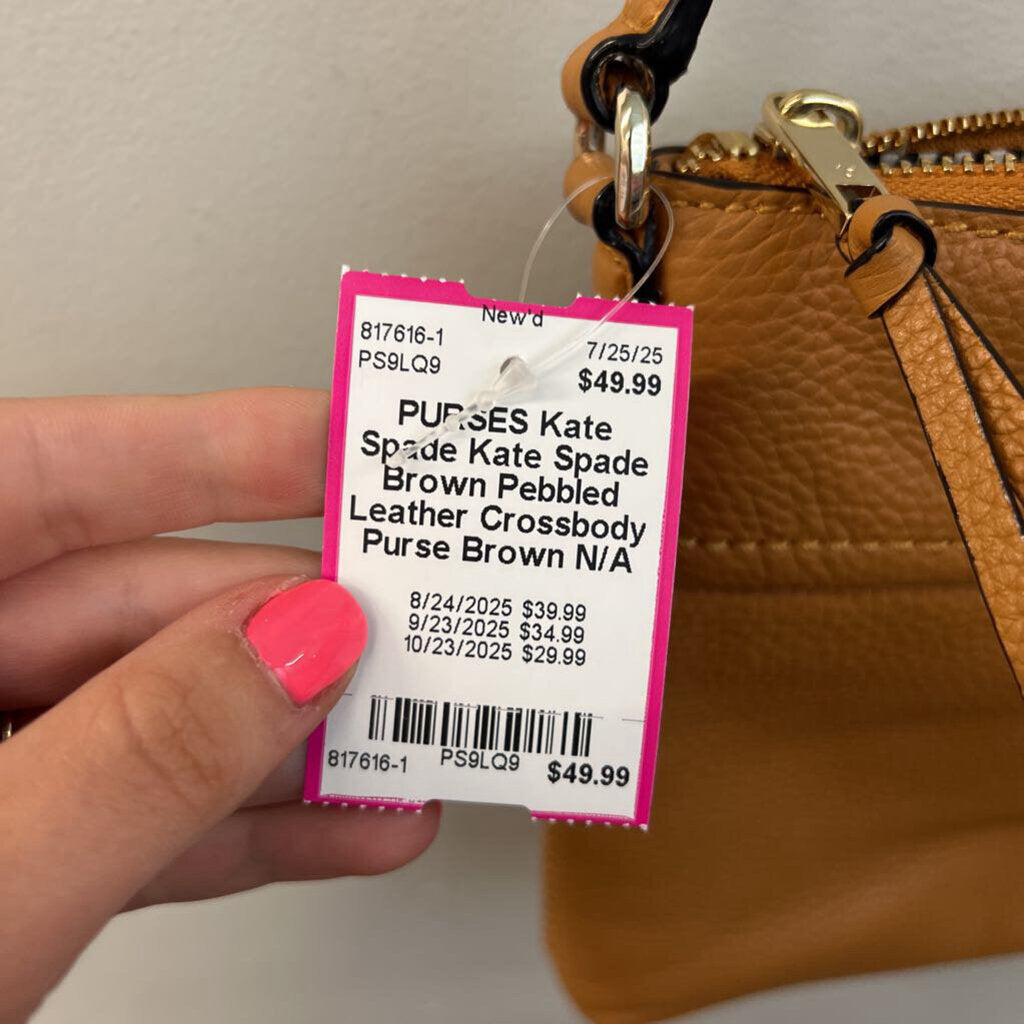 New'd
817616-1
7/25/25
PS9LQ9
$49.99
PURSES Kate
Spade Kate Spade
Brown Pebbled
Leather Crossbody
Purse Brown N/A
8/24/2025 $39.99
9/23/2025 $34.99
10/23/2025 $29.99
817616-1 PS9LQ9 $49.99